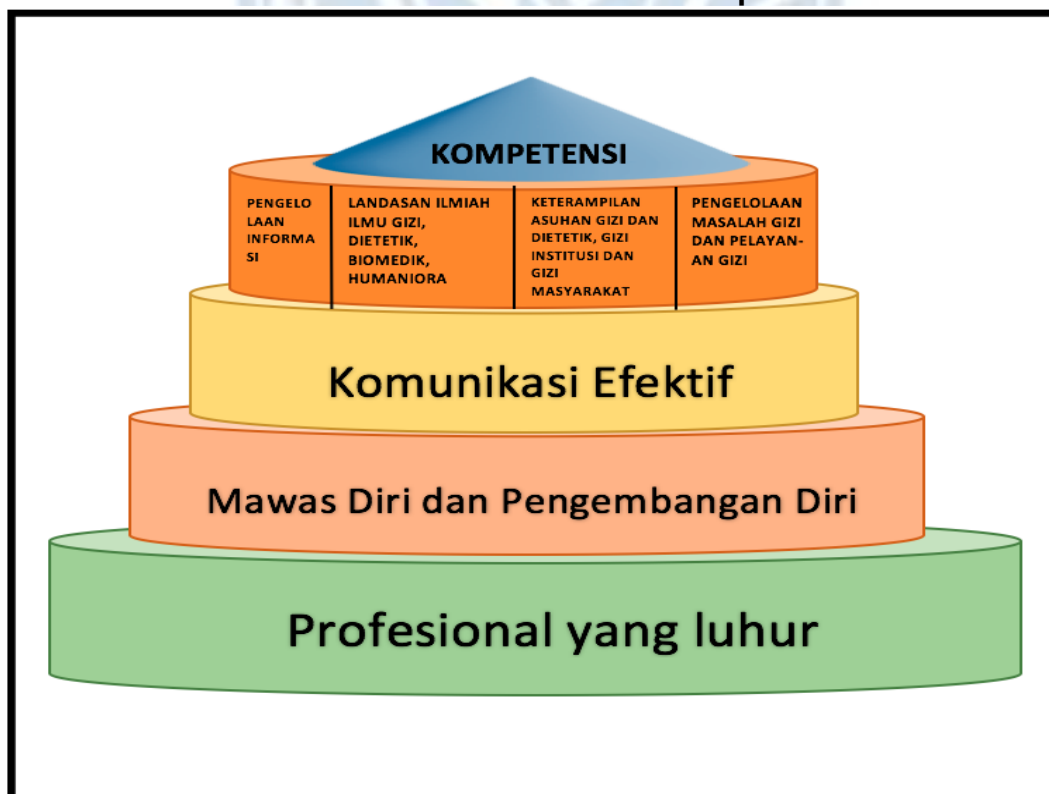 KOMPETENSI
PENGELO
LAAN
INFORMA
SI
LANDASAN ILMIAH
ILMU GIZI,
DIETETIK,
BIOMEDIK,
HUMANIORA
KETERAMPILAN
ASUHAN GIZI DAN
DIETETIK, GIZI
INSTITUSI DAN
GIZI
MASYARAKAT
PENGELOLAAN
MASALAH GIZI
DAN PELAYAN-
AN GIZI
Komunikasi Efektif
Mawas Diri dan Pengembangan Diri
Profesional yang luhur